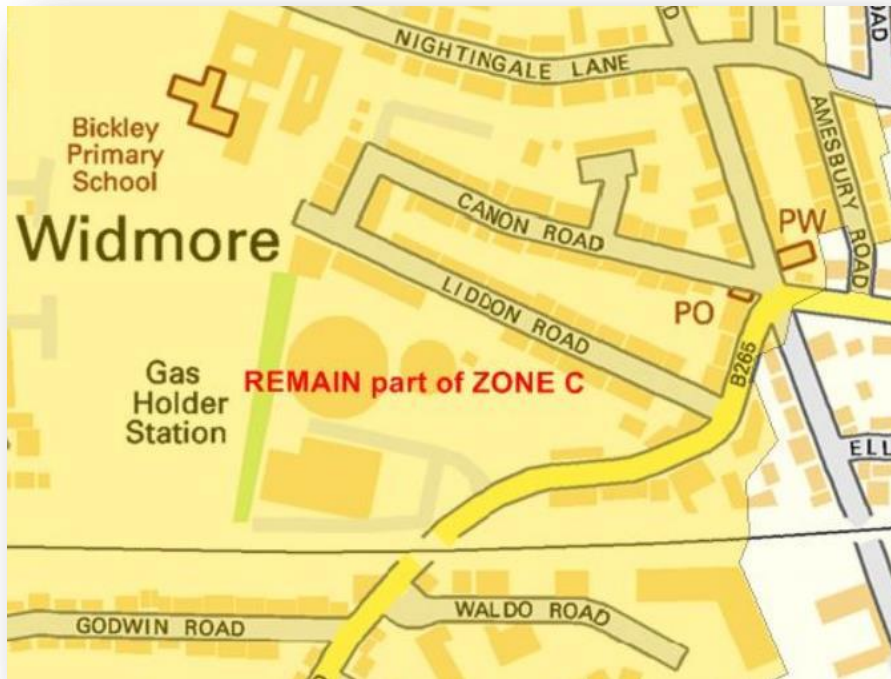 NIGHTINGALE LANE
Bickley
Primary
School
AMESBURY ROAD
Widmore
CANON ROAD
PW
LIDDON ROAD
PO
B265
Gas
Holder
Station
REMAIN part of ZONE C
ELL
WALDO ROAD
GODWIN ROAD